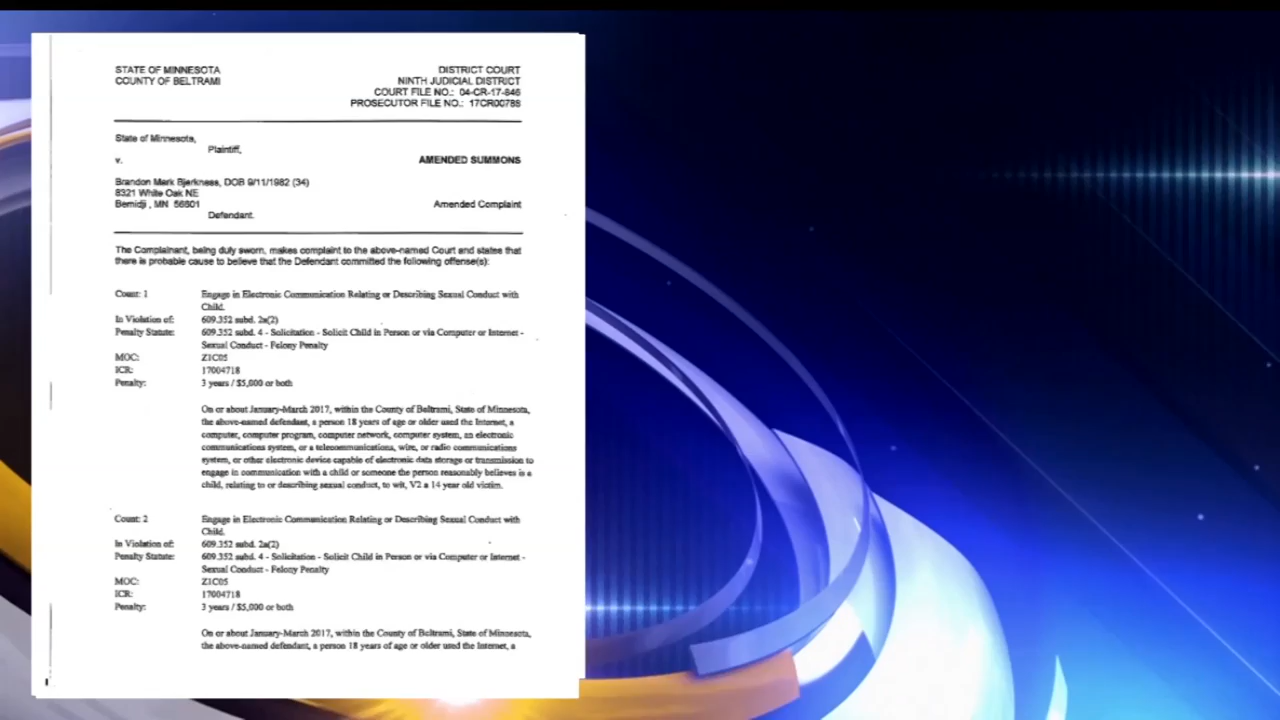 STATE OF MINNESOTA
COUNTY OF BELTRAMI
DISTRICT COURT
NINTH JUDICIAL DISTRICT
COURT FILE NO.: 04-CR-17-846
PROSECUTOR FILE NO.: 17CR00788
State of Minnesota,
Plaintiff,
v.
AMENDED SUMMONS
Brandon Mark Bjerkness, DOB 9/11/1982 (34)
8321 White Oak NE
Bemidji , MN 56601
Amended Complaint
Defendant.
The Complainant, being duly sworn, makes complaint to the above-named Court and states that
there is probable cause to believe that the Defendant committed the following offense(s):
Count: 1 Engage in Electronic Communication Relating or Describing Sexual Conduct with
Child.
In Violation of: 609.352 subd. 2a(2)
Penalty Statute: 609.352 subd. 4 - Solicitation - Solicit Child in Person or via Computer or Internet -
Sexual Conduct - Felony Penalty
MOC: Z1C05
ICR: 17004718
Penalty: 3 years / $5,000 or both
On or about January-March 2017, within the County of Beltrami, State of Minnesota,
the above-named defendant, a person 18 years of age or older used the Internet, a
computer, computer program, computer network, computer system, an electronic
communications system, or a telecommunications, wire, or radio communications
system, or other electronic device capable of electronic data storage or transmission to
engage in communication with a child or someone the person reasonably believes is a
child, relating to or describing sexual conduct, to wit, V2 a 14 year old victim.
Count: 2 Engage in Electronic Communication Relating or Describing Sexual Conduct with
Child.
In Violation of: 609.352 subd. 2a(2)
Penalty Statute: 609.352 subd. 4 - Solicitation - Solicit Child in Person or via Computer or Internet -
Sexual Conduct - Felony Penalty
MOC: Z1C05
ICR: 17004718
Penalty: 3 years / $5,000 or both
On or about January-March 2017, within the County of Beltrami, State of Minnesota,
the above-named defendant, a person 18 years of age or older used the Internet, a